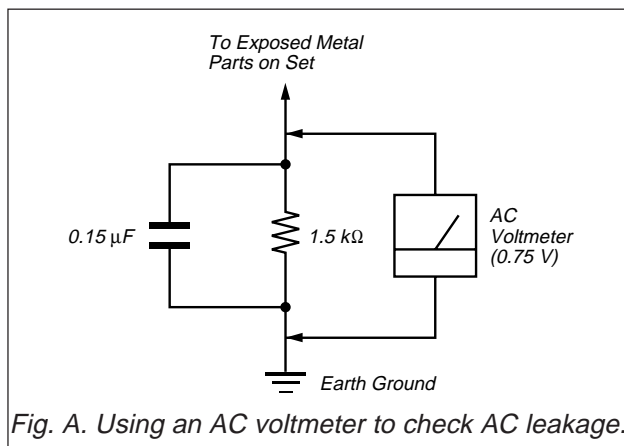 To Exposed Metal
Parts on Set
0.15 μF
1.5 kΩ
AC
Voltmeter
(0.75 V)
Earth Ground
Fig. A. Using an AC voltmeter to check AC leakage.